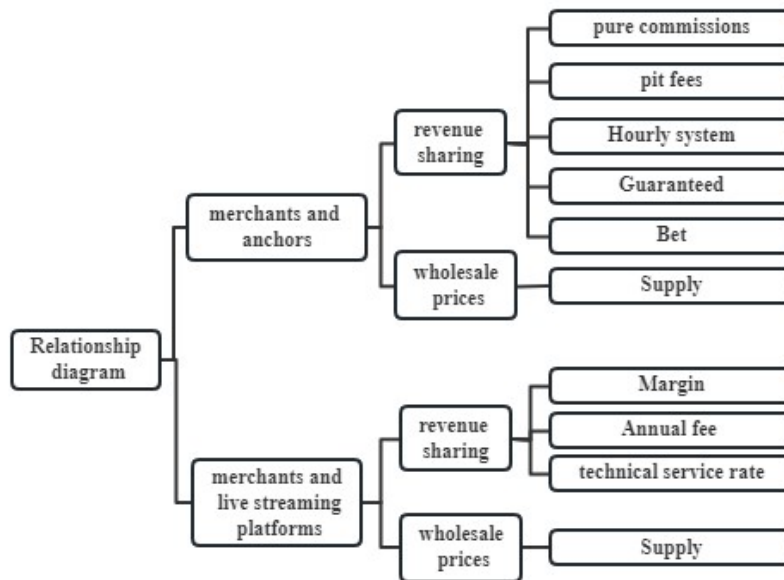 Relationship
diagram
merchants and
anchors
revenue
sharing
pure commissions
pit fees
Hourly system
Guaranteed
Bet
wholesale
prices
Supply
merchants and
live streaming
platforms
revenue
sharing
Margin
Annual fee
technical service rate
wholesale
prices
Supply